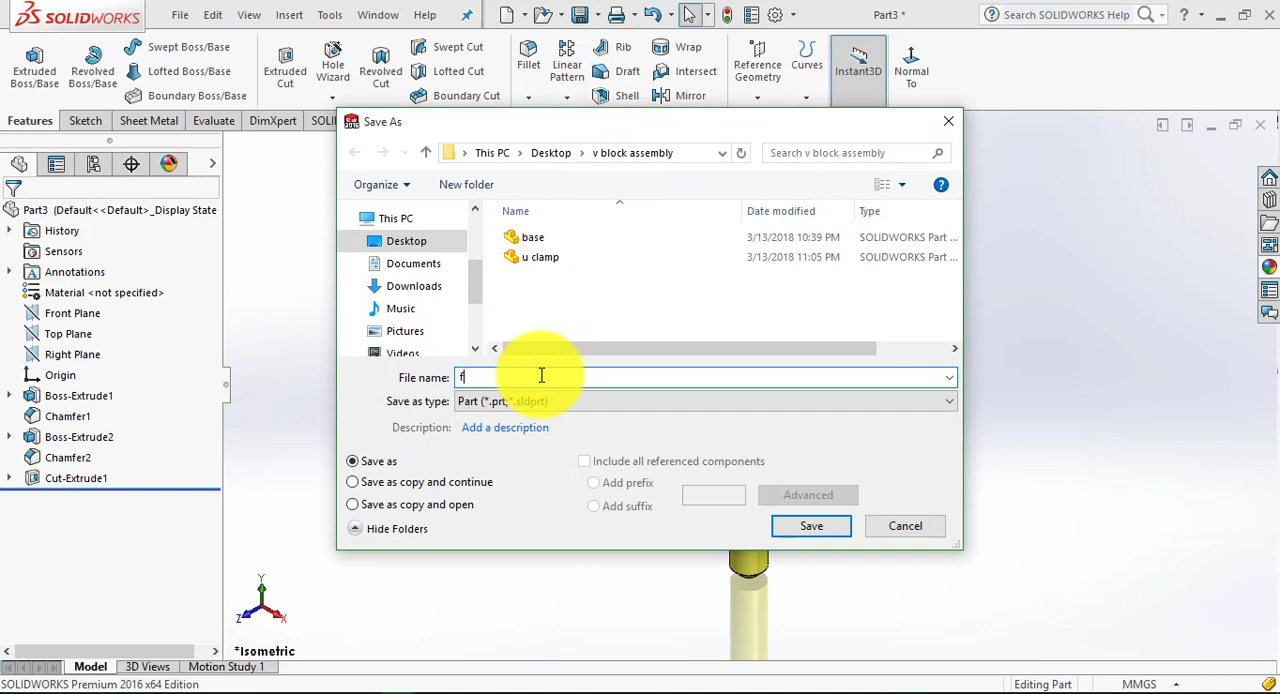 SOLIDWORKS
File Edit View Insert Tools Window Help
Part3 *
Search SOLIDWORKS Help
Extruded Boss/Base
Revolved Boss/Base
Swept Boss/Base
Lofted Boss/Base
Boundary Boss/Base
Extruded Cut
Hole Wizard
Revolved Cut
Swept Cut
Lofted Cut
Boundary Cut
Fillet
Linear Pattern
Rib
Draft
Shell
Wrap
Intersect
Mirror
Reference Geometry
Curves
Instant3D
Normal To
Features Sketch Sheet Metal Evaluate DimXpert SOLI
Part3 (Default<<Default>_Display State
History
Sensors
Annotations
Material <not specified>
Front Plane
Top Plane
Right Plane
Origin
Boss-Extrude1
Chamfer1
Boss-Extrude2
Chamfer2
Cut-Extrude1
Save As
This PC > Desktop > v block assembly
Search v block assembly
Organize New folder
This PC
Desktop
Documents
Downloads
Music
Pictures
Videos
Name Date modified Type
base 3/13/2018 10:39 PM SOLIDWORKS Part ...
u clamp 3/13/2018 11:05 PM SOLIDWORKS Part ...
File name: f
Save as type: Part (*.prt;*.sldprt)
Description: Add a description
Save as
Save as copy and continue
Save as copy and open
Include all referenced components
Add prefix
Add suffix
Advanced
Hide Folders
Save Cancel
Y
Z
X
*Isometric
Model 3D Views Motion Study 1
SOLIDWORKS Premium 2016 x64 Edition
Editing Part MMGS